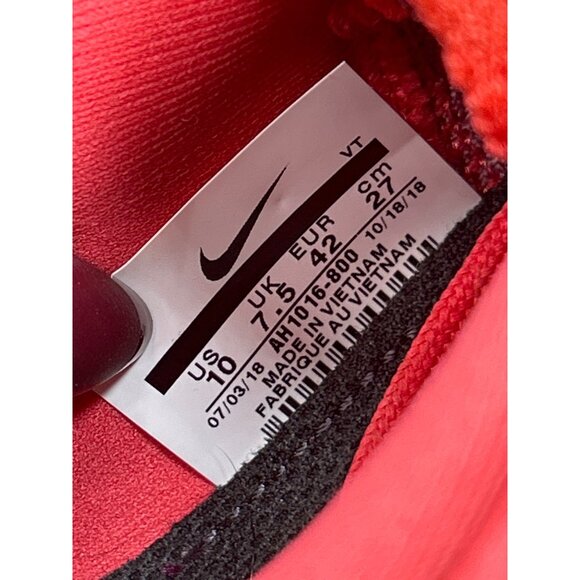 VT
US UK EUR cm
10 7.5 42 27
07/03/18 AH1016-800 10/18/18
MADE IN VIETNAM
FABRIQUE AU VIETNAM